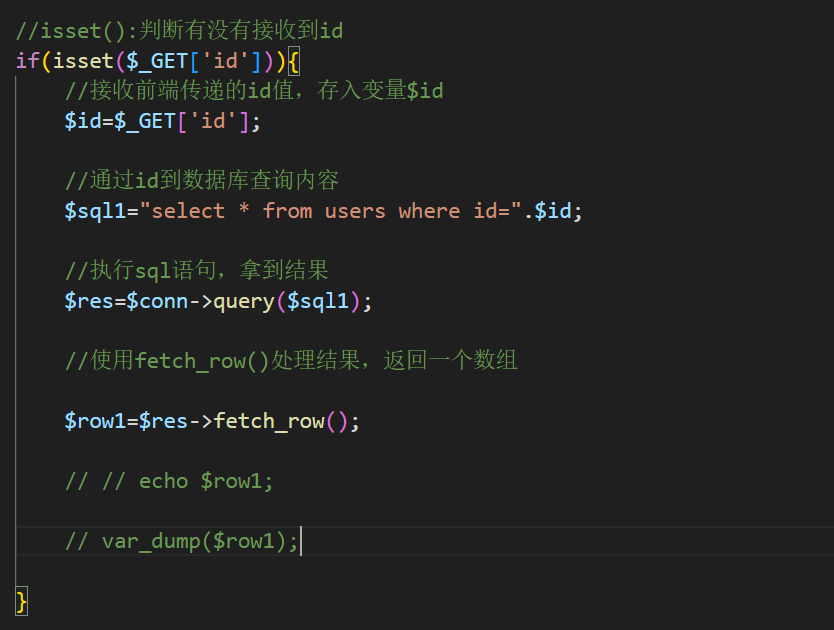 //isset():判断有没有接收到id
if(isset($_GET['id'])){
//接收前端传递的id值，存入变量$id
$id=$_GET['id'];
//通过id到数据库查询内容
$sql1="select * from users where id=".$id;
//执行sql语句，拿到结果
$res=$conn->query($sql1);
//使用fetch_row()处理结果，返回一个数组
$row1=$res->fetch_row();
// // echo $row1;
// var_dump($row1);
}